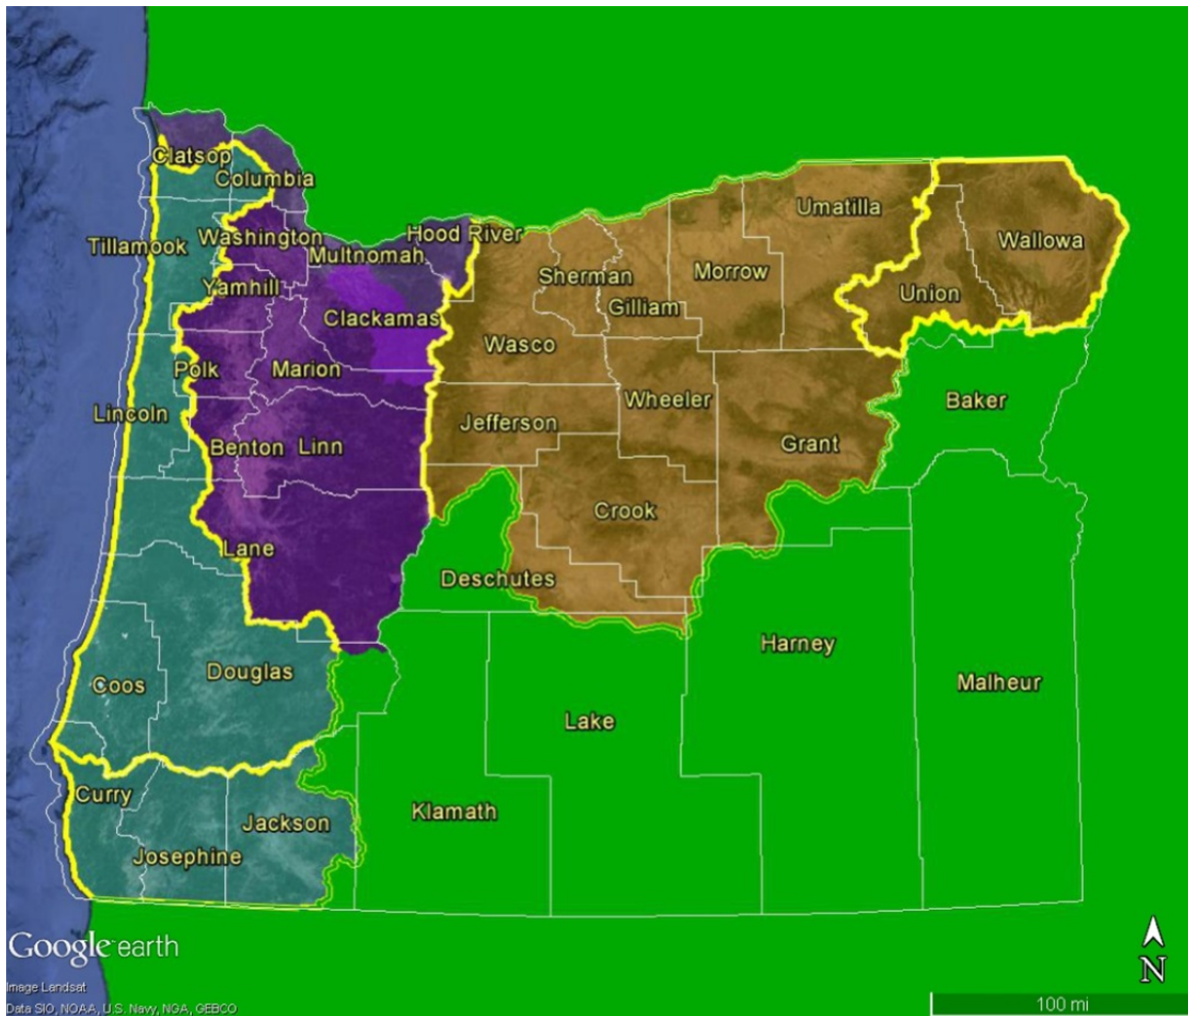 Clatsop
Columbia
Tillamook
Washington
Hood River
Multnomah
Umatilla
Wallowa
Yamhill
Sherman
Morrow
Union
Gilliam
Clackamas
Wasco
Polk
Marion
Wheeler
Baker
Lincoln
Jefferson
Grant
Benton
Linn
Crook
Lane
Deschutes
Harney
Douglas
Coos
Malheur
Lake
Curry
Klamath
Jackson
Josephine
Google earth
Image Landsat
Data SIO, NOAA, U.S. Navy, NGA, GEBCO
N
100 mi